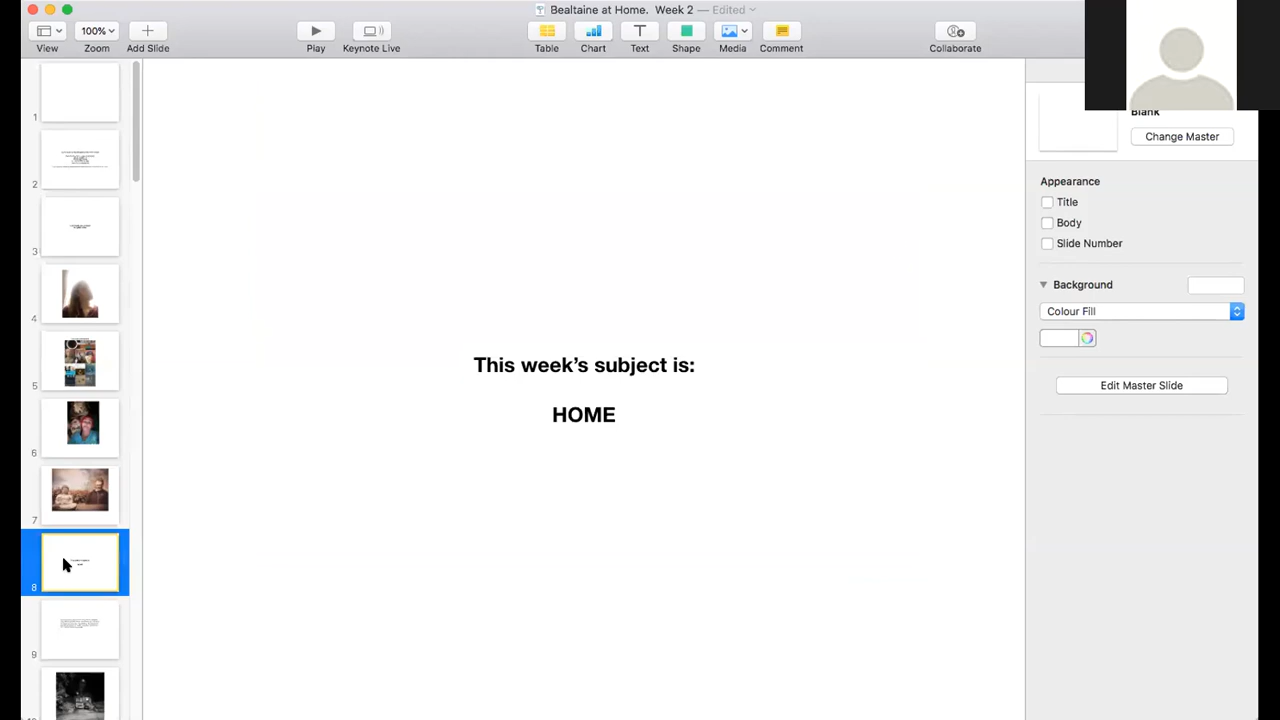 Bealtaine at Home. Week 2 — Edited
100%
View
Zoom
Add Slide
Play
Keynote Live
Table
Chart
Text
Shape
Media
Comment
Collaborate
1
2
3
4
5
6
7
8
9
This week's subject is:
HOME
Blank
Change Master
Appearance
Title
Body
Slide Number
Background
Colour Fill
Edit Master Slide